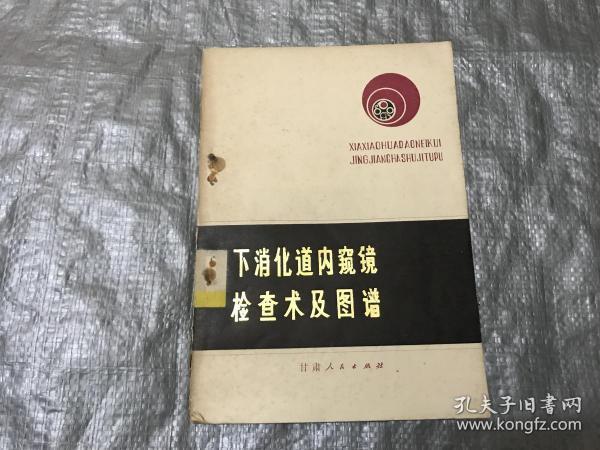 XIAXIAOHUADAONEIKUI
JINGJIANCHASHUJITUPU
下消化道内窥镜
检查术及图谱
甘肃人民出版社
孔夫子旧书网
www.kongfz.com